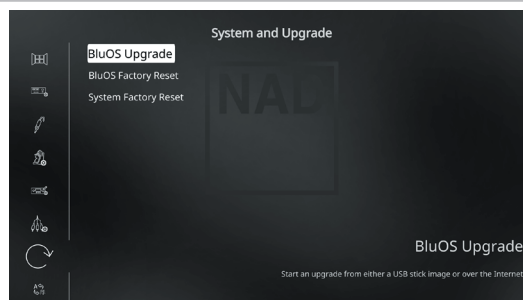 System and Upgrade
BluOS Upgrade
BluOS Factory Reset
System Factory Reset
NAD
BluOS Upgrade
Start an upgrade from either a USB stick image or over the Internet